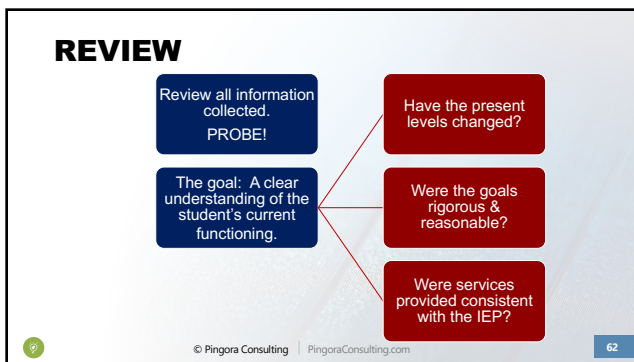 REVIEW
Review all information
collected.
PROBE!
The goal: A clear
understanding of the
student's current
functioning.
Have the present
levels changed?
Were the goals
rigorous &
reasonable?
Were services
provided consistent
with the IEP?
© Pingora Consulting | PingoraConsulting.com
62